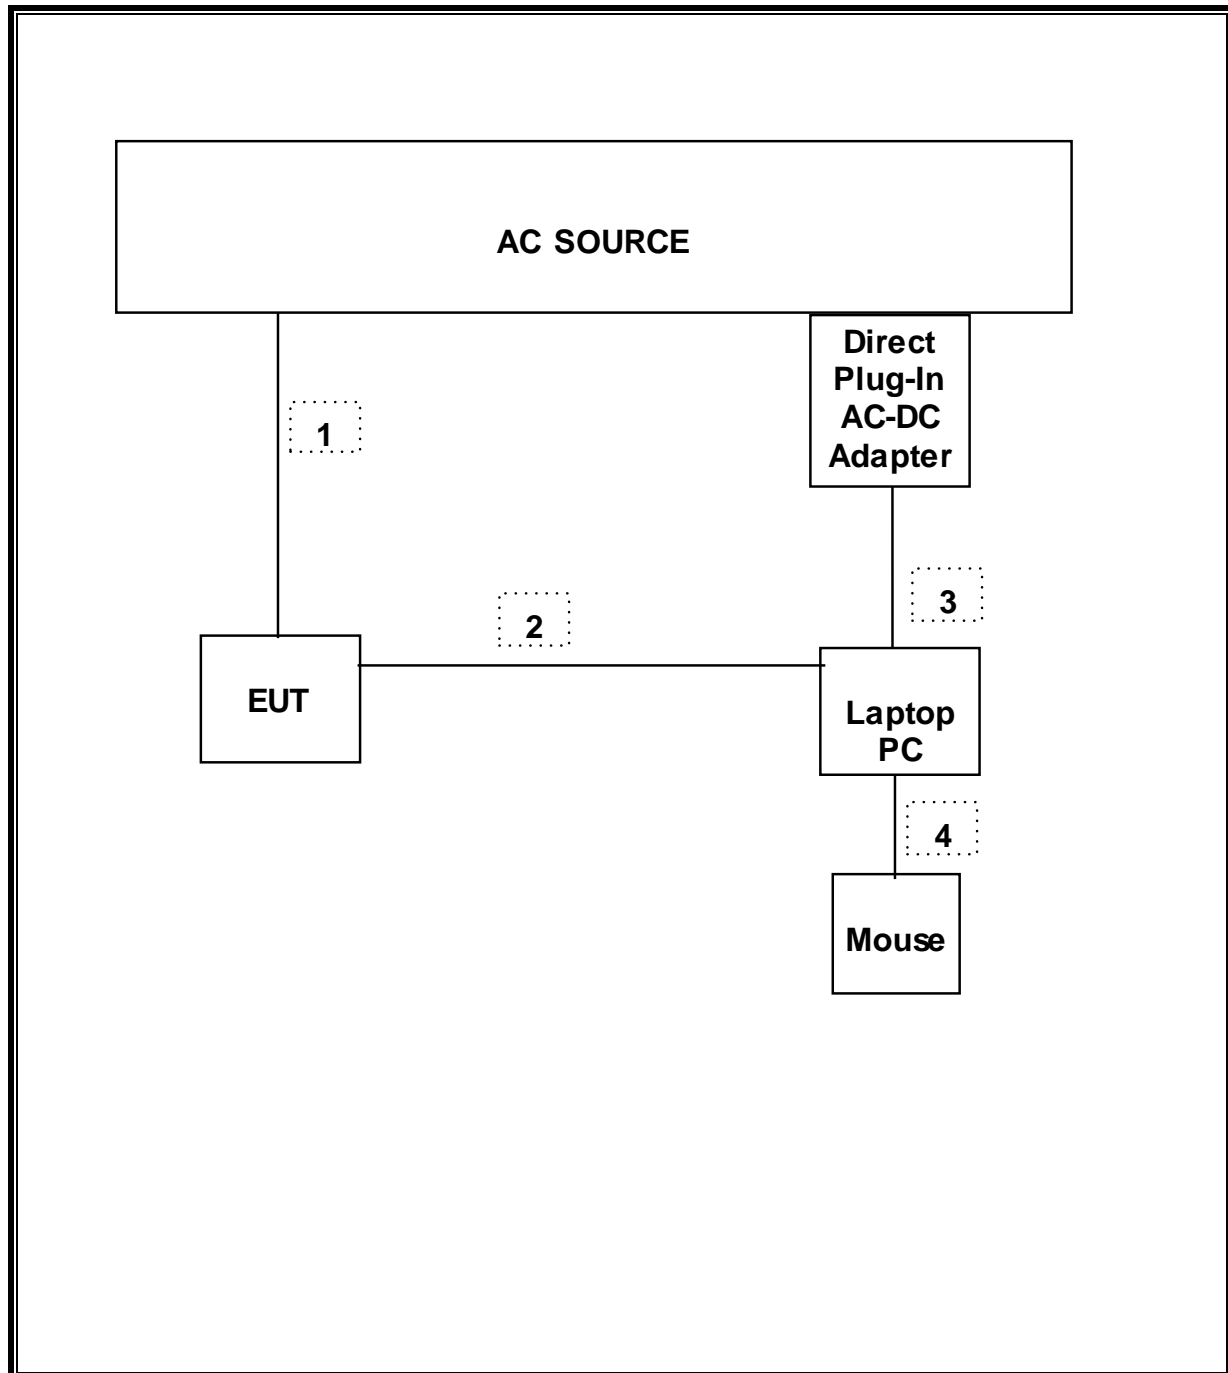 AC SOURCE
Direct
Plug-In
AC-DC
Adapter
1
3
2
EUT
Laptop
PC
4
Mouse